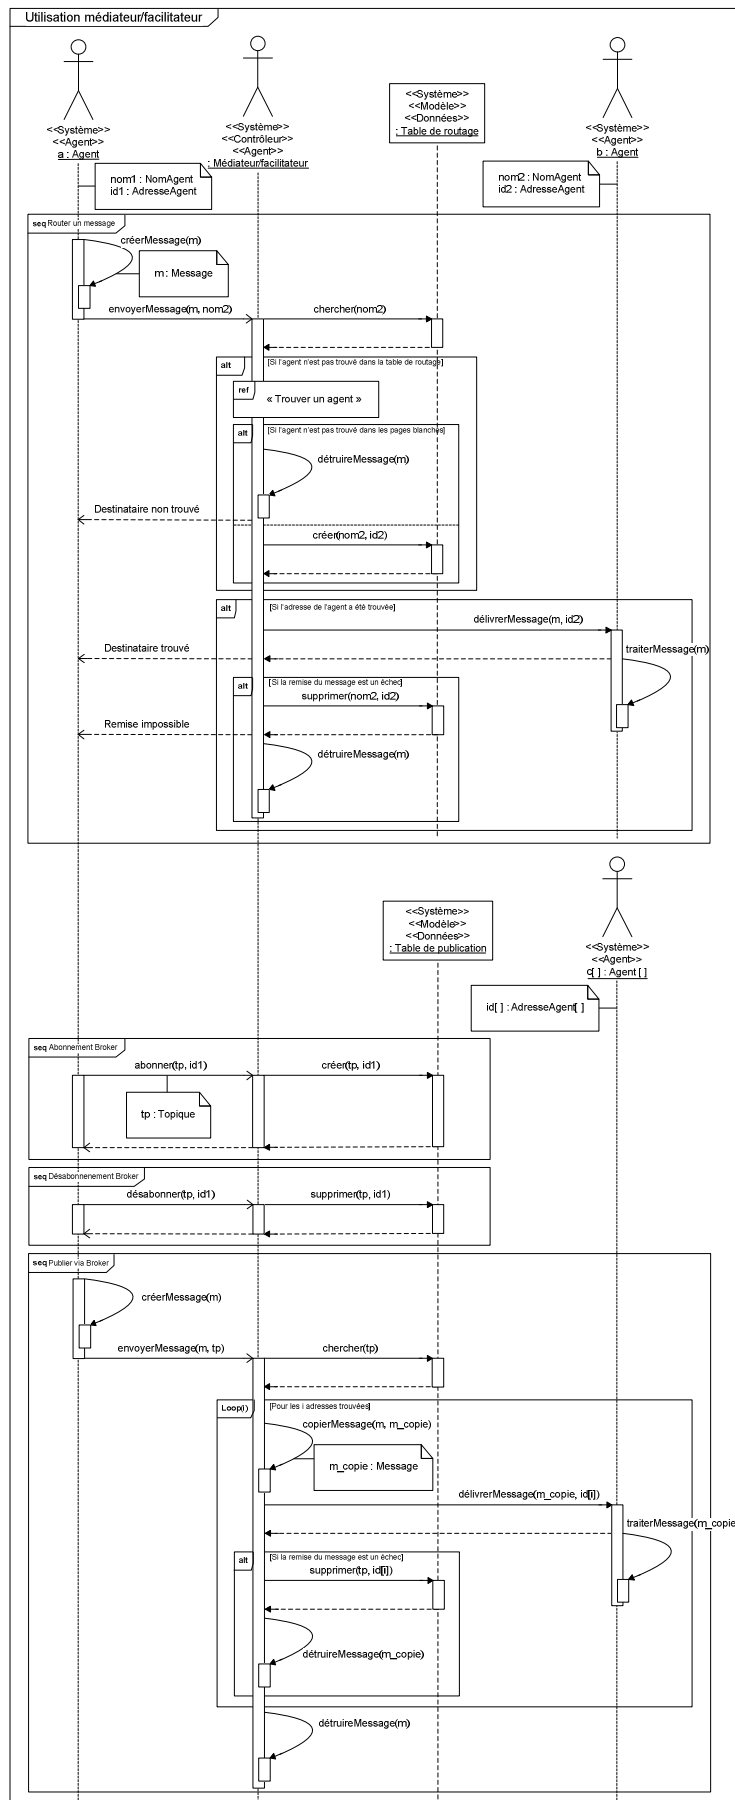 Utilisation médiateur/facilitateur
<<Système>>
<<Agent>>
a : Agent
<<Système>>
<<Contrôleur>>
<<Agent>>
: Médiateur/facilitateur
<<Système>>
<<Modèle>>
<<Données>>
: Table de routage
<<Système>>
<<Agent>>
b : Agent
nom1 : NomAgent
id1 : AdresseAgent
nom2 : NomAgent
id2 : AdresseAgent
seq Router un message
créerMessage(m)
m : Message
envoyerMessage(m, nom2)
chercher(nom2)
alt
[Si l'agent n'est pas trouvé dans la table de routage]
ref
« Trouver un agent »
alt
[Si l'agent n'est pas trouvé dans les pages blanches]
détruireMessage(m)
Destinataire non trouvé
créer(nom2, id2)
alt
[Si l'adresse de l'agent a été trouvée]
délivrerMessage(m, id2)
Destinataire trouvé
traiterMessage(m)
alt
[Si la remise du message est un échec]
supprimer(nom2, id2)
Remise impossible
détruireMessage(m)
<<Système>>
<<Modèle>>
<<Données>>
: Table de publication
<<Système>>
<<Agent>>
c[ ] : Agent [ ]
id[ ] : AdresseAgent[ ]
seq Abonnement Broker
abonner(tp, id1)
créer(tp, id1)
tp : Topique
seq Désabonnenement Broker
désabonner(tp, id1)
supprimer(tp, id1)
seq Publier via Broker
créerMessage(m)
envoyerMessage(m, tp)
chercher(tp)
Loop(i)
[Pour les i adresses trouvées]
copierMessage(m, m_copie)
m_copie : Message
délivrerMessage(m_copie, id[i])
traiterMessage(m_copie
alt
[Si la remise du message est un échec]
supprimer(tp, id[i])
détruireMessage(m_copie)
détruireMessage(m)